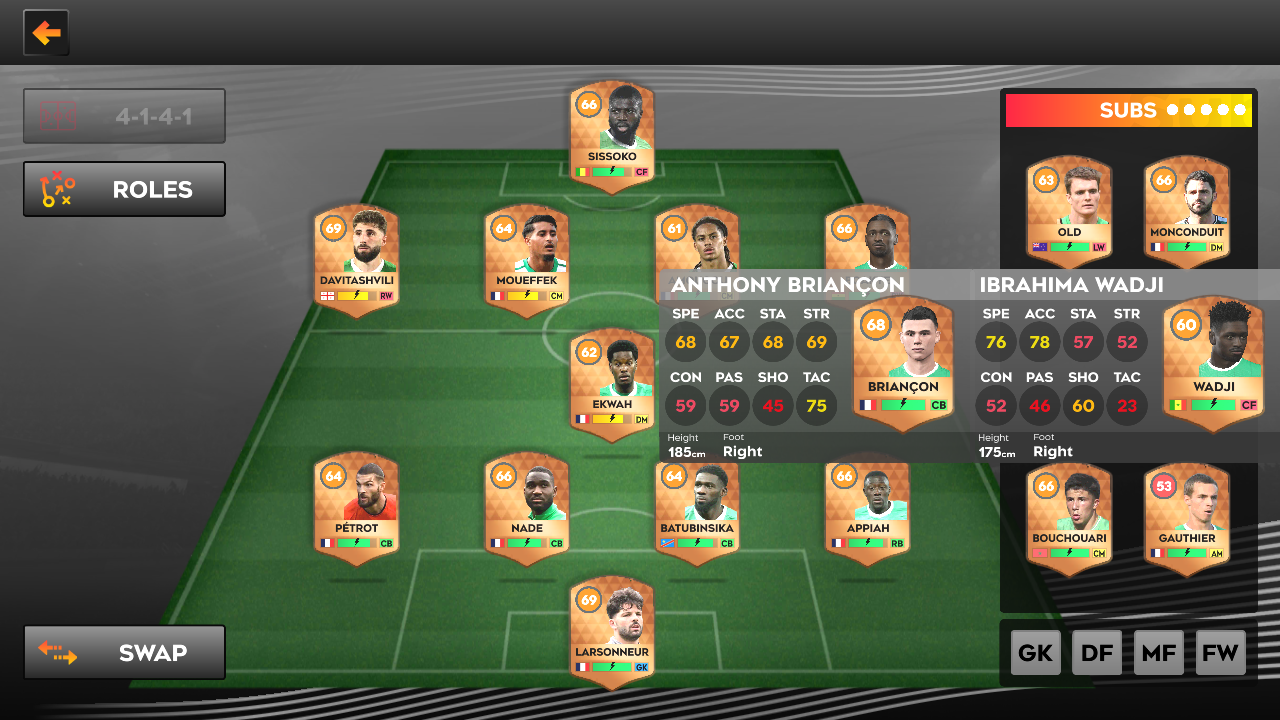 4-1-4-1
ROLES
SUBS
66
SISSOKO
CF
63
OLD
LW
66
MONCONDUIT
DM
69
DAVITASHVILI
RW
64
MOUEFFEK
CM
61
66
ANTHONY BRIANÇON
SPE ACC STA STR
68 67 68 69
CON PAS SHO TAC
59 59 45 75
Height Foot
185cm Right
68
BRIANÇON
CB
IBRAHIMA WADJI
SPE ACC STA STR
76 78 57 52
CON PAS SHO TAC
52 46 60 23
Height Foot
175cm Right
60
WADJI
CF
62
EKWAH
DM
64
PÉTROT
CB
66
NADE
CB
64
BATUBINSIKA
CB
66
APPIAH
RB
66
BOUCHOUARI
CM
53
GAUTHIER
AM
69
LARSONNEUR
GK
SWAP
GK DF MF FW